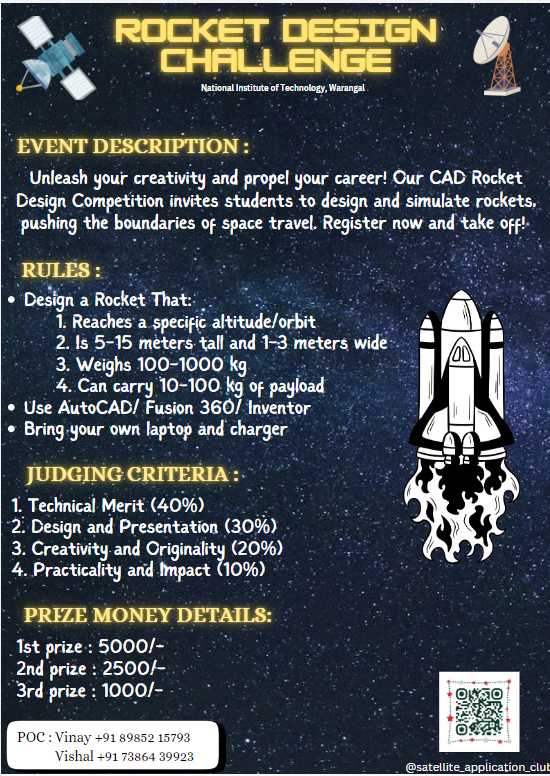 ROCKET DESIGN
CHALLENGE
National Institute of Technology, Warangal
EVENT DESCRIPTION :
Unleash your creativity and propel your career! Our CAD Rocket
Design Competition invites students to design and simulate rockets,
pushing the boundaries of space travel. Register now and take off!
RULES :
• Design a Rocket That:
1. Reaches a specific altitude/orbit
2. Is 5-15 meters tall and 1-3 meters wide
3. Weighs 100-1000 kg
4. Can carry 10-100 kg of payload
• Use AutoCAD/ Fusion 360/ Inventor
• Bring your own laptop and charger
JUDGING CRITERIA :
1. Technical Merit (40%)
2. Design and Presentation (30%)
3. Creativity and Originality (20%)
4. Practicality and Impact (10%)
PRIZE MONEY DETAILS:
1st prize : 5000/-
2nd prize : 2500/-
3rd prize : 1000/-
POC : Vinay +91 89852 15793
Vishal +91 73864 39923
@satellite_application_club